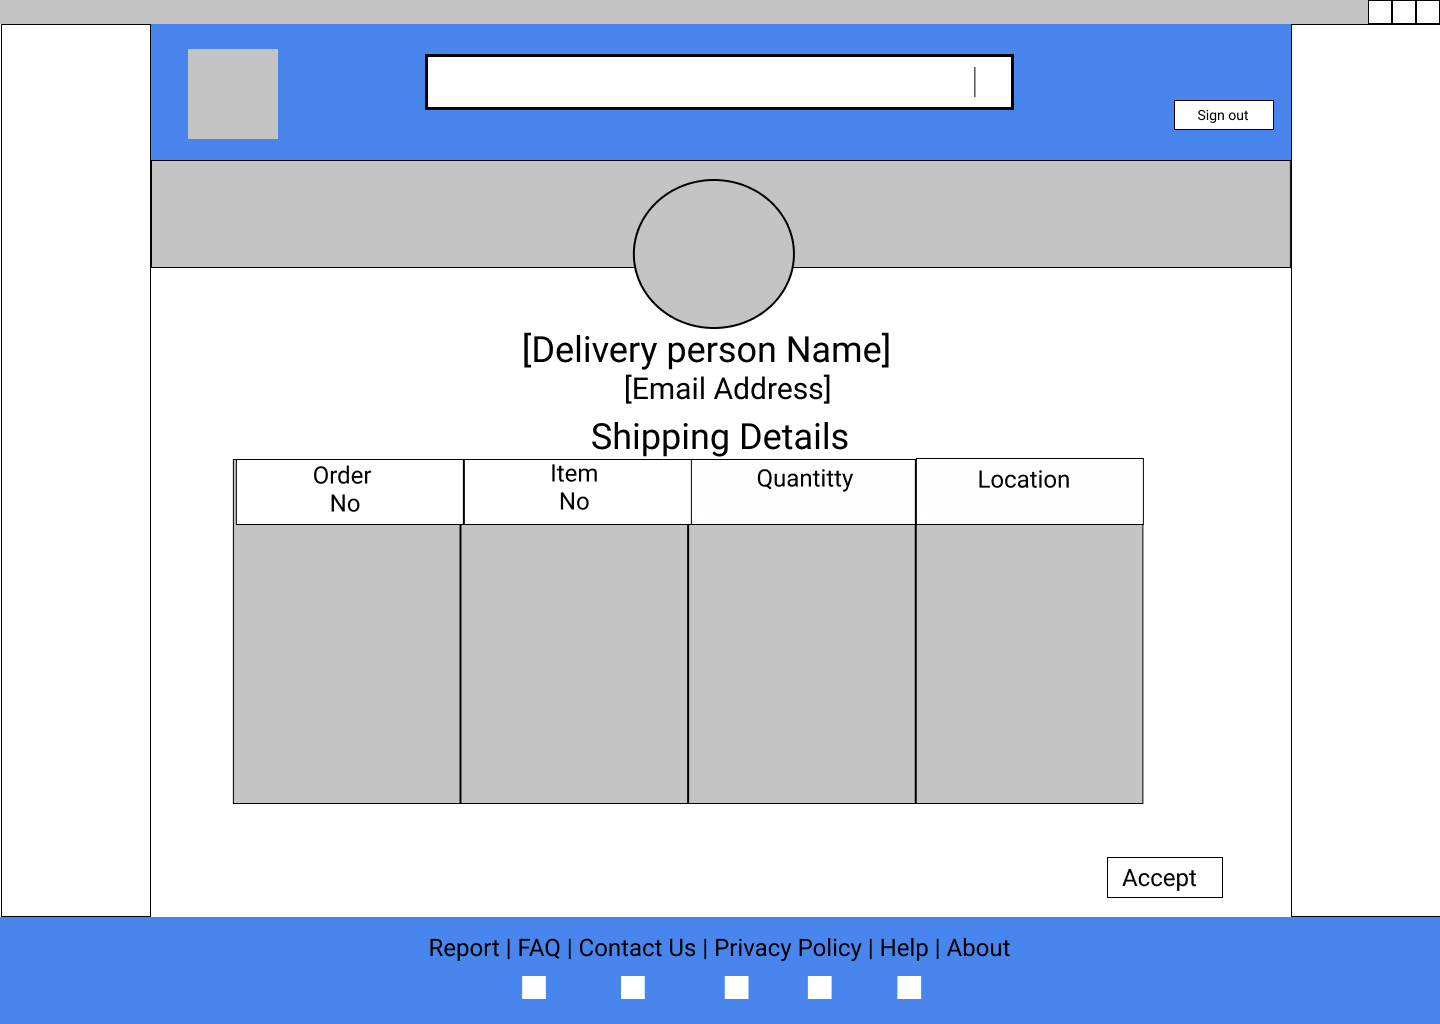 Sign out
[Delivery person Name]
[Email Address]
Shipping Details
Order
No
Item
No
Quantitty
Location
Accept
Report | FAQ | Contact Us | Privacy Policy | Help | About